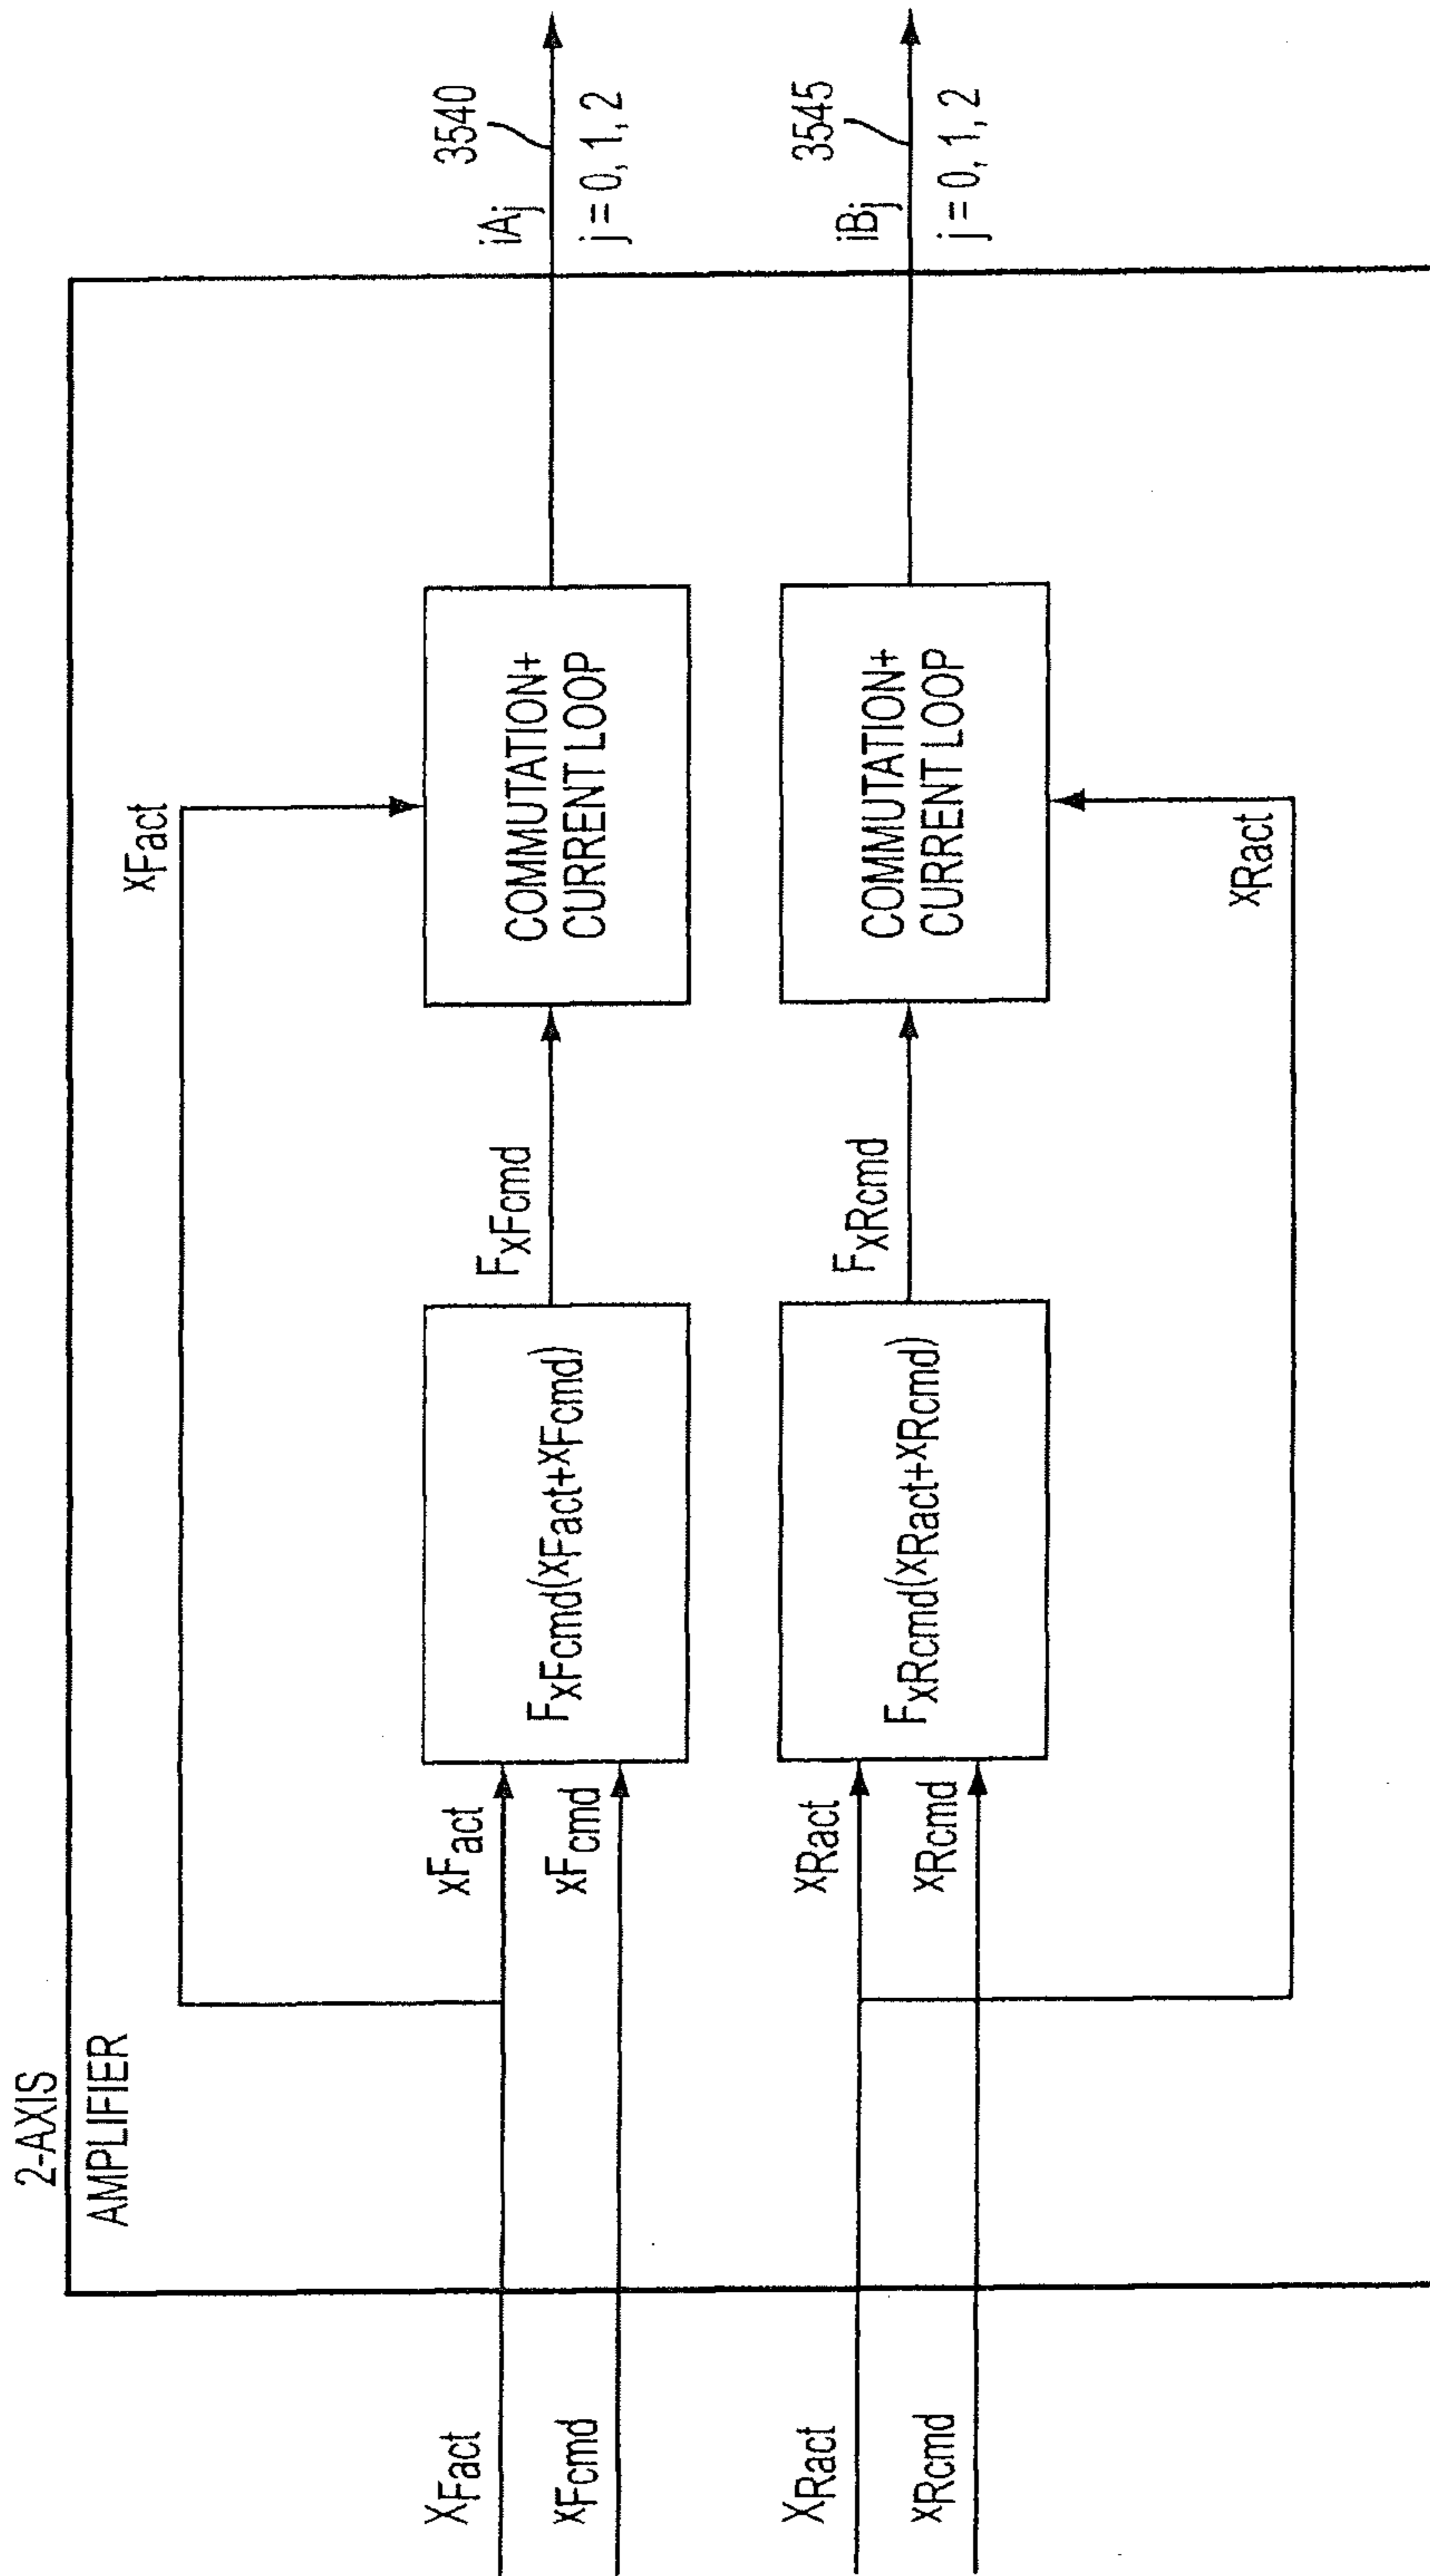 2-AXIS
AMPLIFIER
XFact
xFcmd
XRact
xRcmd
xFact
xFcmd
xRact
xRcmd
FxFcmd(xFact+xFcmd)
FxRcmd(xRact+xRcmd)
FxFcmd
FxRcmd
xFact
COMMUTATION+
CURRENT LOOP
COMMUTATION+
CURRENT LOOP
xRact
iAj
3540
j = 0, 1, 2
iBj
3545
j = 0, 1, 2